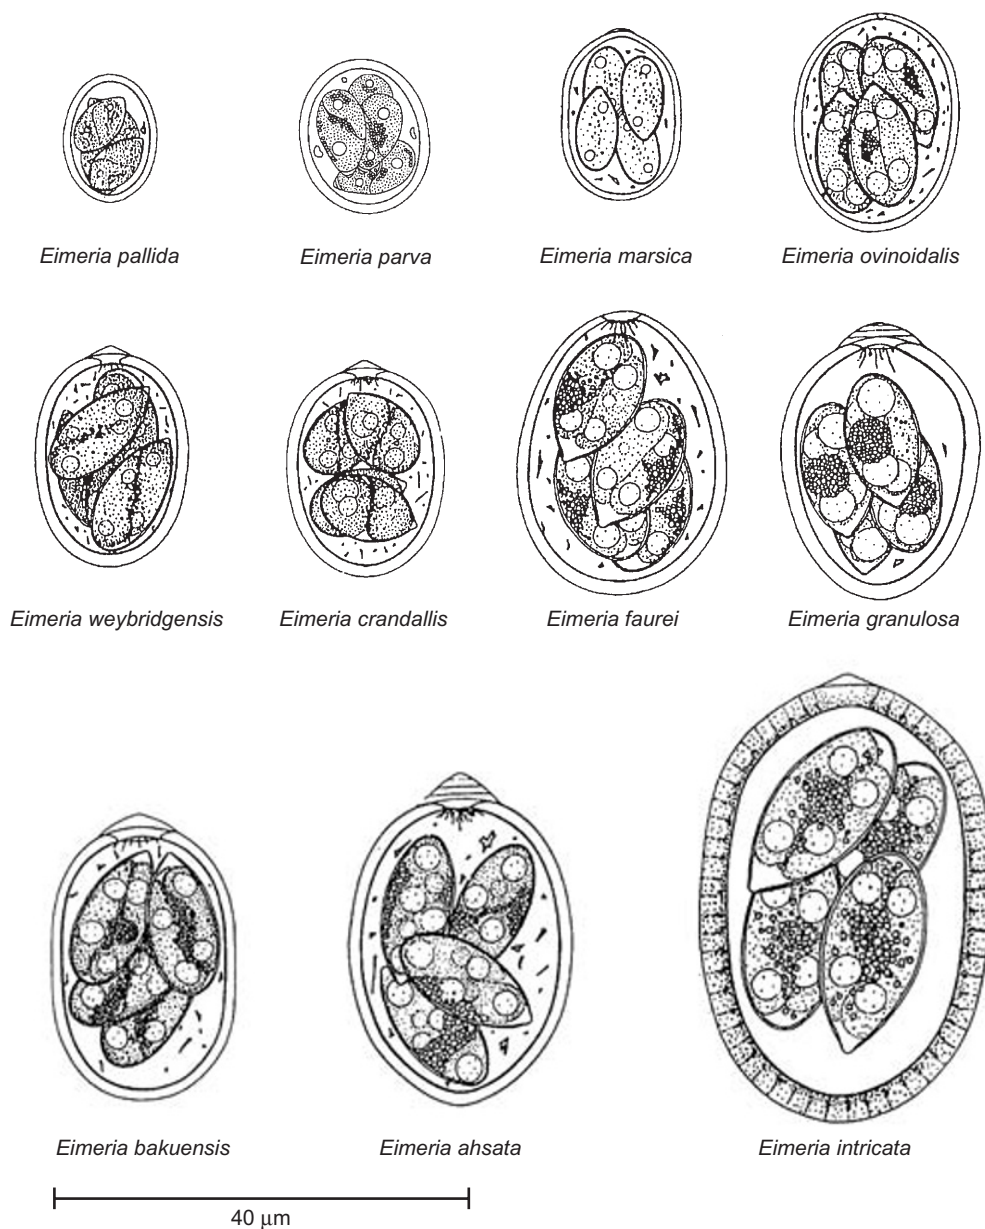 Eimeria pallida
Eimeria parva
Eimeria marsica
Eimeria ovinoidalis
Eimeria weybridgensis
Eimeria crandallis
Eimeria faurei
Eimeria granulosa
Eimeria bakuensis
Eimeria ahsata
Eimeria intricata
40 μm